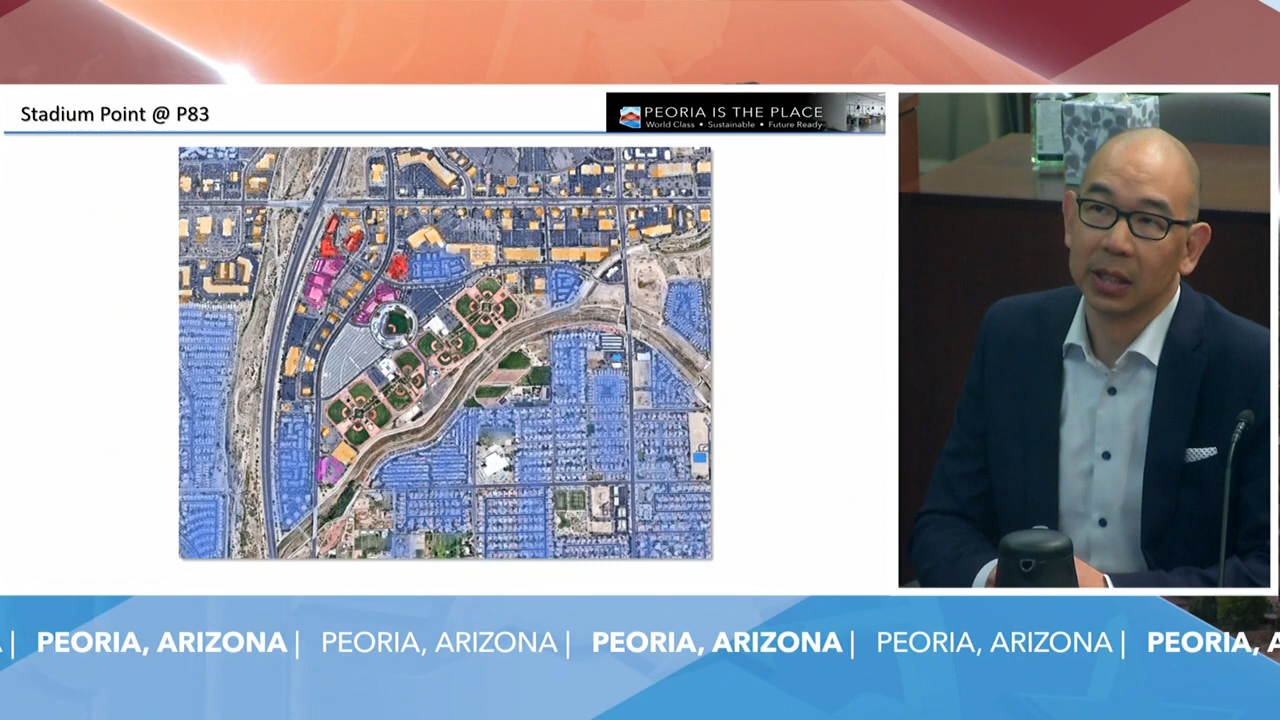 Stadium Point @ P83
PEORIA IS THE PLACE
World Class • Sustainable • Future Ready
| PEORIA, ARIZONA | PEORIA, ARIZONA | PEORIA, ARIZONA | PEORIA, ARIZONA | PEORIA, A